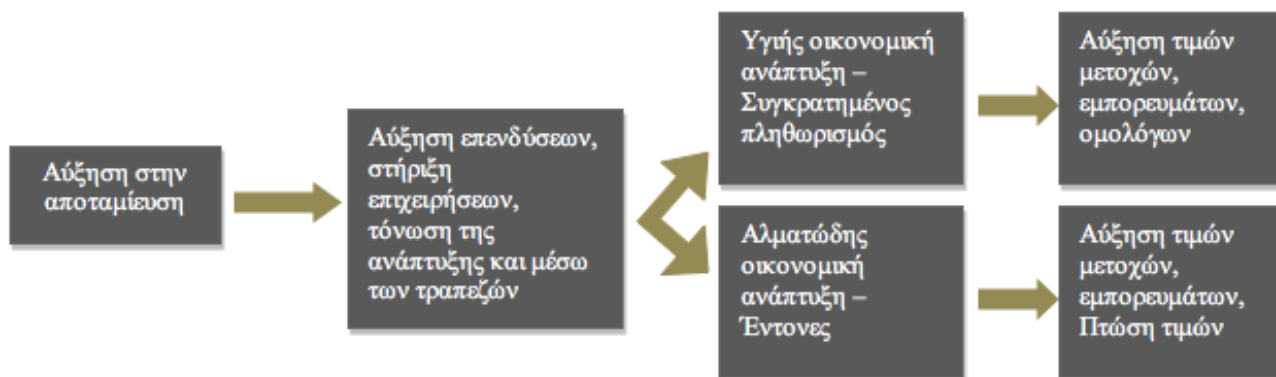 Αύξηση στην
αποταμίευση
Αύξηση επενδύσεων,
στήριξη
επιχειρήσεων,
τόνωση της
ανάπτυξης και μέσω
των τραπεζών
Υγιής οικονομική
ανάπτυξη –
Συγκρατημένος
πληθωρισμός
Αύξηση τιμών
μετοχών,
εμπορευμάτων,
ομολόγων
Αλματώδης
οικονομική
ανάπτυξη –
Έντονες
Αύξηση τιμών
μετοχών,
εμπορευμάτων,
Πτώση τιμών